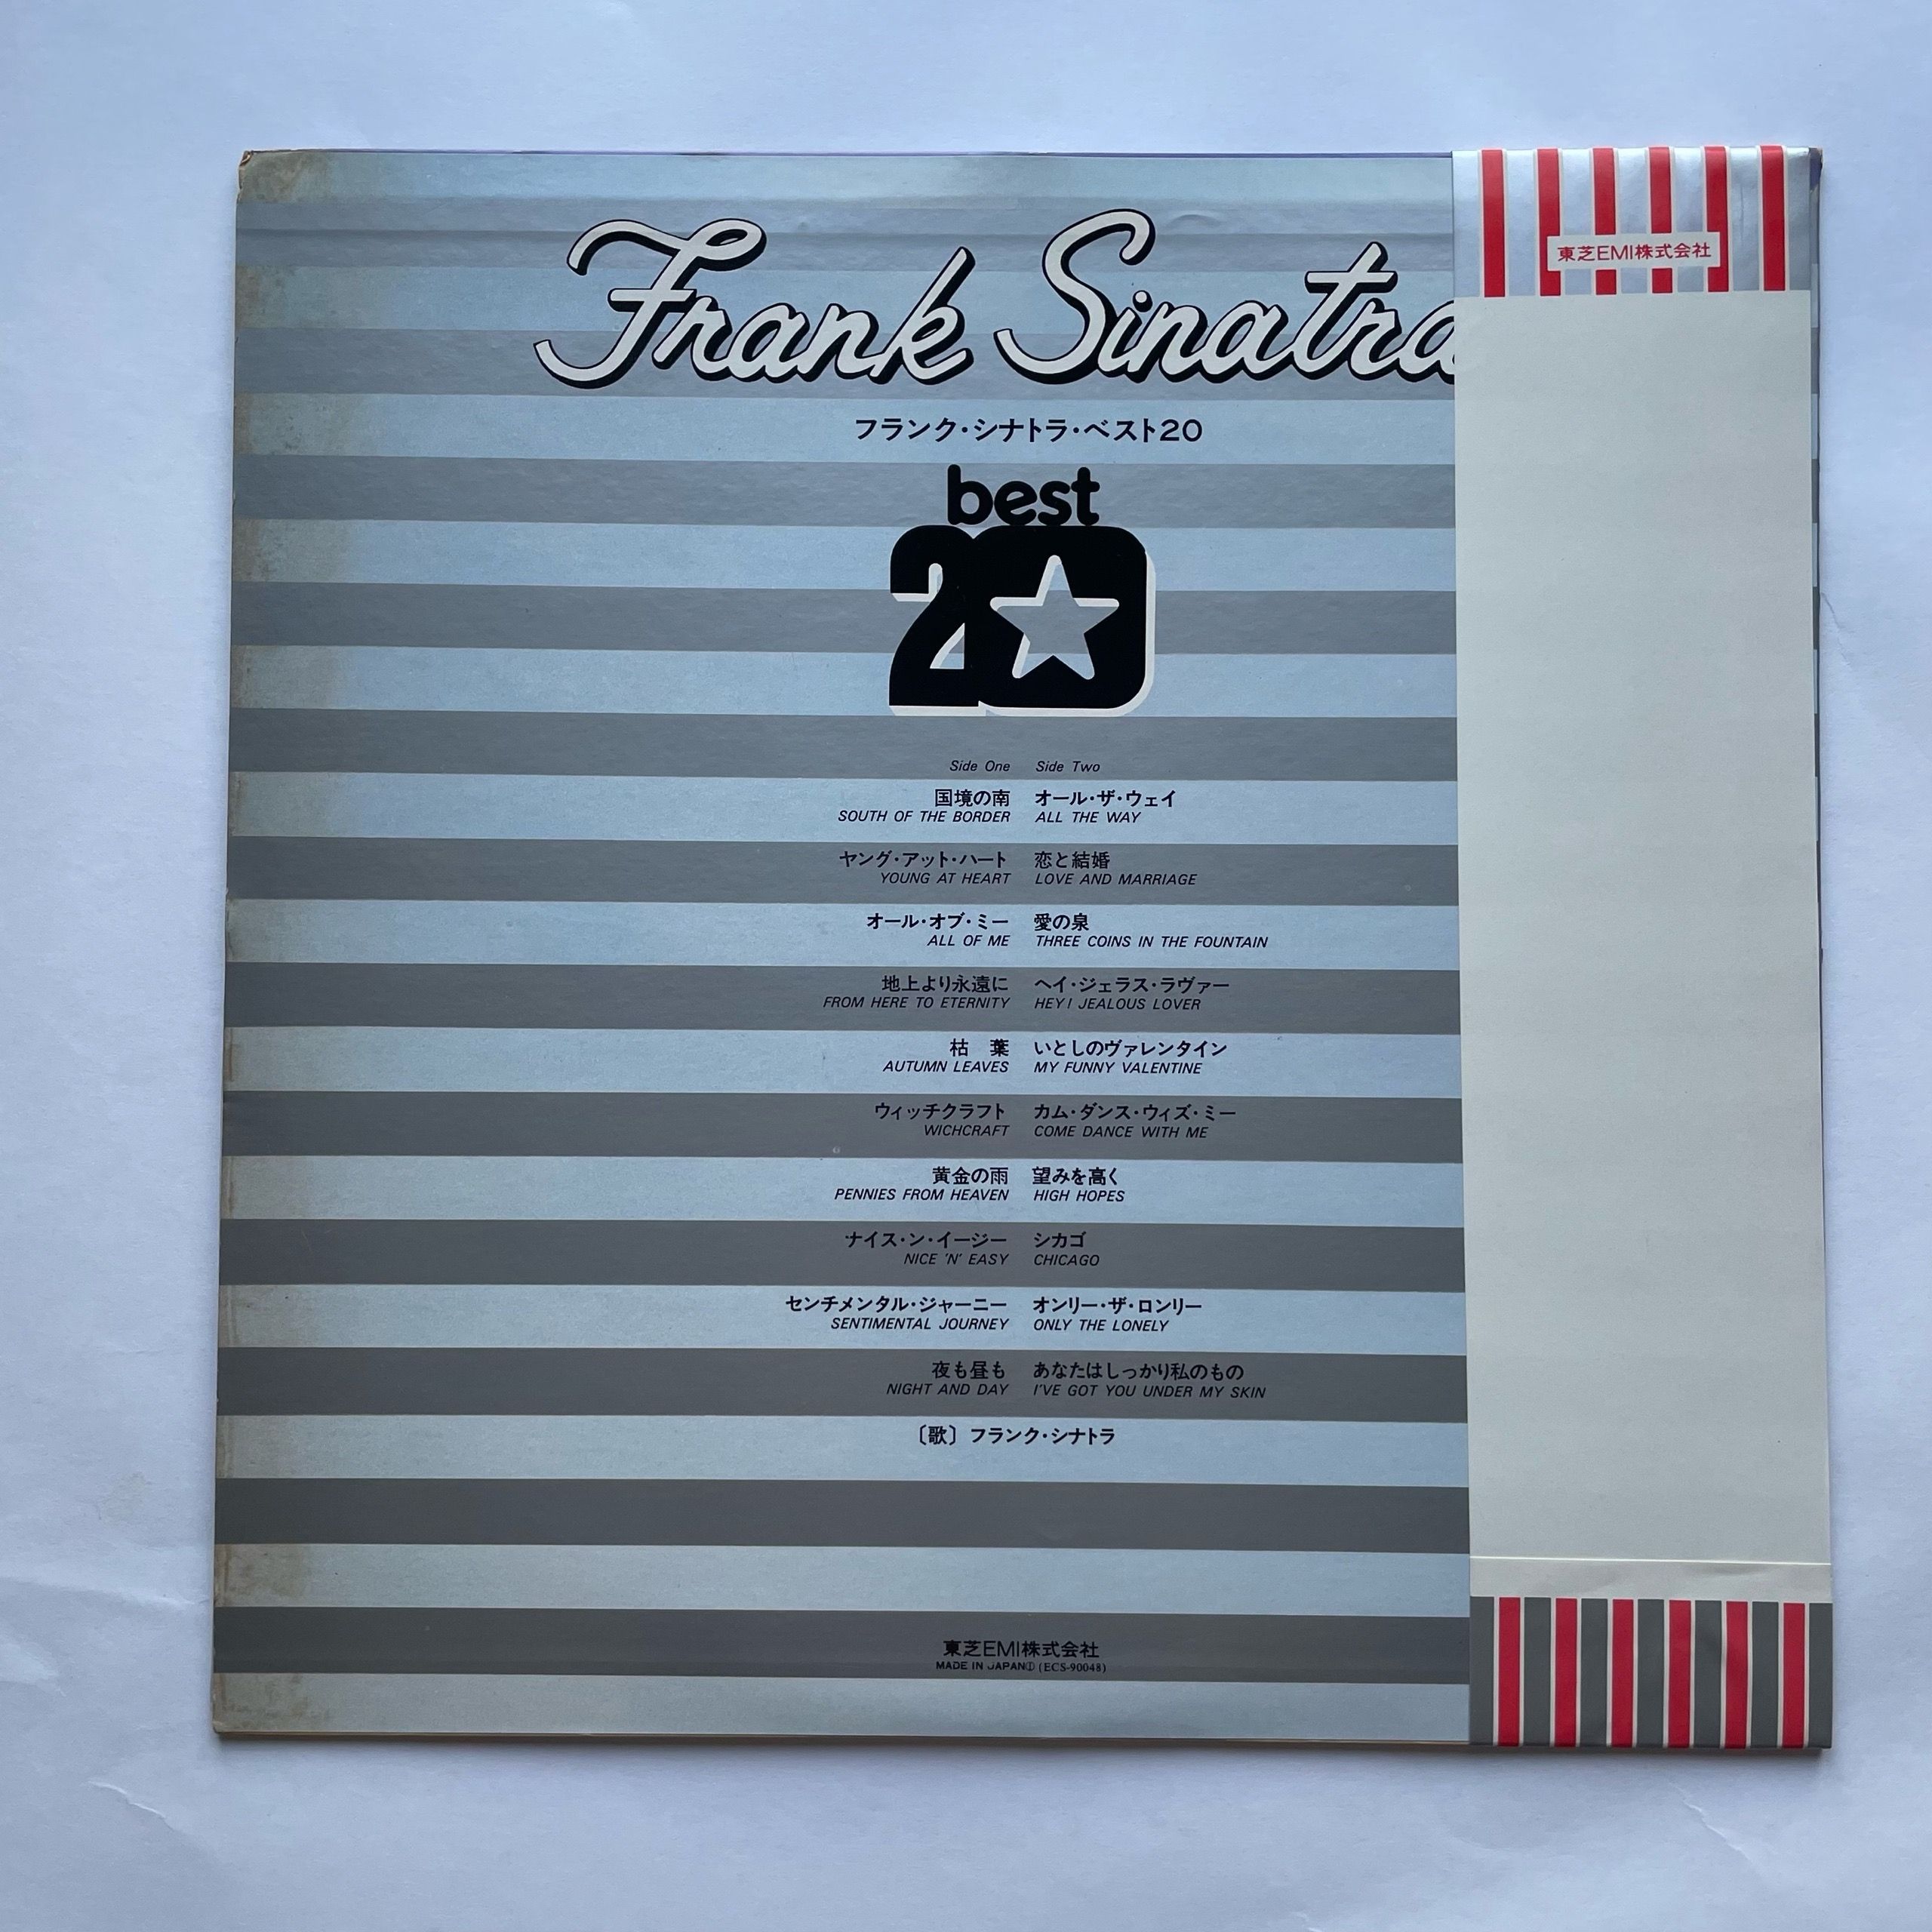 Frank Sinatra
東芝EMI株式会社
フランク・シナトラ・ベスト20
best
20
Side One
国境の南
SOUTH OF THE BORDER
ヤング・アット・ハート
YOUNG AT HEART
オール・オブ・ミー
ALL OF ME
地上より永遠に
FROM HERE TO ETERNITY
枯 葉
AUTUMN LEAVES
ウィッチクラフト
WICHCRAFT
黄金の雨
PENNIES FROM HEAVEN
ナイス・ン・イージー
NICE 'N' EASY
センチメンタル・ジャーニー
SENTIMENTAL JOURNEY
夜も昼も
NIGHT AND DAY
Side Two
オール・ザ・ウェイ
ALL THE WAY
恋と結婚
LOVE AND MARRIAGE
愛の泉
THREE COINS IN THE FOUNTAIN
ヘイ・ジェラス・ラヴァー
HEY! JEALOUS LOVER
いとしのヴァレンタイン
MY FUNNY VALENTINE
カム・ダンス・ウィズ・ミー
COME DANCE WITH ME
望みを高く
HIGH HOPES
シカゴ
CHICAGO
オンリー・ザ・ロンリー
ONLY THE LONELY
あなたはしっかり私のもの
I'VE GOT YOU UNDER MY SKIN
〔歌〕フランク・シナトラ
東芝EMI株式会社
MADE IN JAPAN① (ECS-90048)